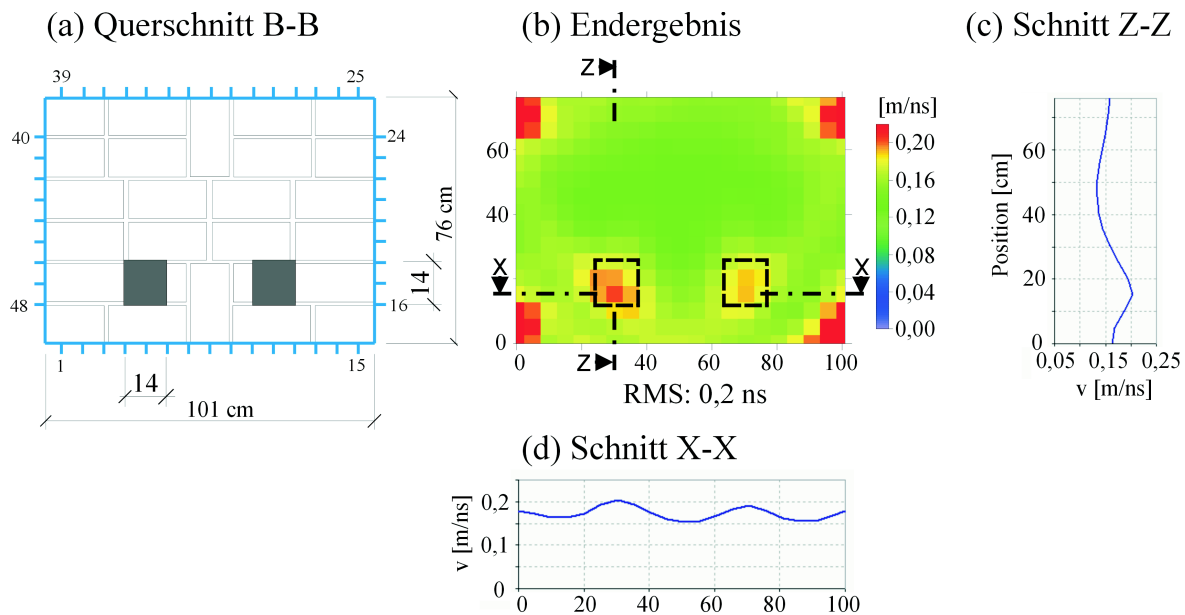 (a) Querschnitt B-B
39
25
40
24
48
16
1
15
76 cm
14
14
101 cm
(b) Endergebnis
Z
X
X
Z
60
40
20
0
0
40
60
80
100
RMS: 0,2 ns
[m/ns]
0,20
0,16
0,12
0,08
0,04
0,00
(c) Schnitt Z-Z
Position [cm]
60
40
20
0
0,05
0,15
0,25
v [m/ns]
(d) Schnitt X-X
v [m/ns]
0,2
0,1
0
0
20
40
60
80
100